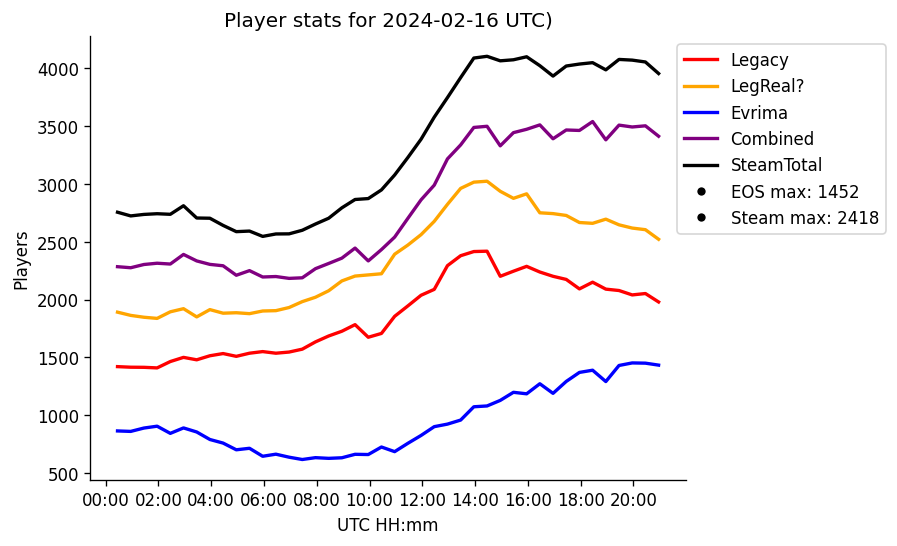 Player stats for 2024-02-16 UTC)
Players
4000
3500
3000
2500
2000
1500
1000
500
00:00 02:00 04:00 06:00 08:00 10:00 12:00 14:00 16:00 18:00 20:00
UTC HH:mm
Legacy
LegReal?
Evrima
Combined
SteamTotal
EOS max: 1452
Steam max: 2418